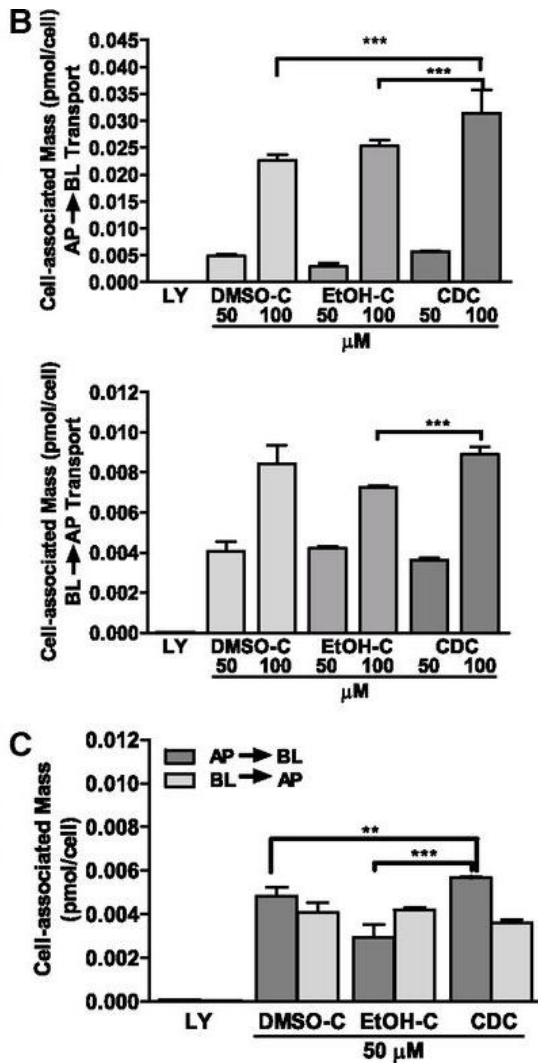 B
Cell-associated Mass (pmol/cell)
AP → BL Transport
0.045
0.040
0.035
0.030
0.025
0.020
0.015
0.010
0.005
0.000
***
***
LY DMSO-C EtOH-C CDC
50 100 50 100 50 100
μM
Cell-associated Mass (pmol/cell)
BL → AP Transport
0.012
0.010
0.008
0.006
0.004
0.002
0.000
***
LY DMSO-C EtOH-C CDC
50 100 50 100 50 100
μM
C
Cell-associated Mass
(pmol/cell)
0.012
0.010
0.008
0.006
0.004
0.002
0.000
AP → BL
BL → AP
**
***
LY DMSO-C EtOH-C CDC
50 μM